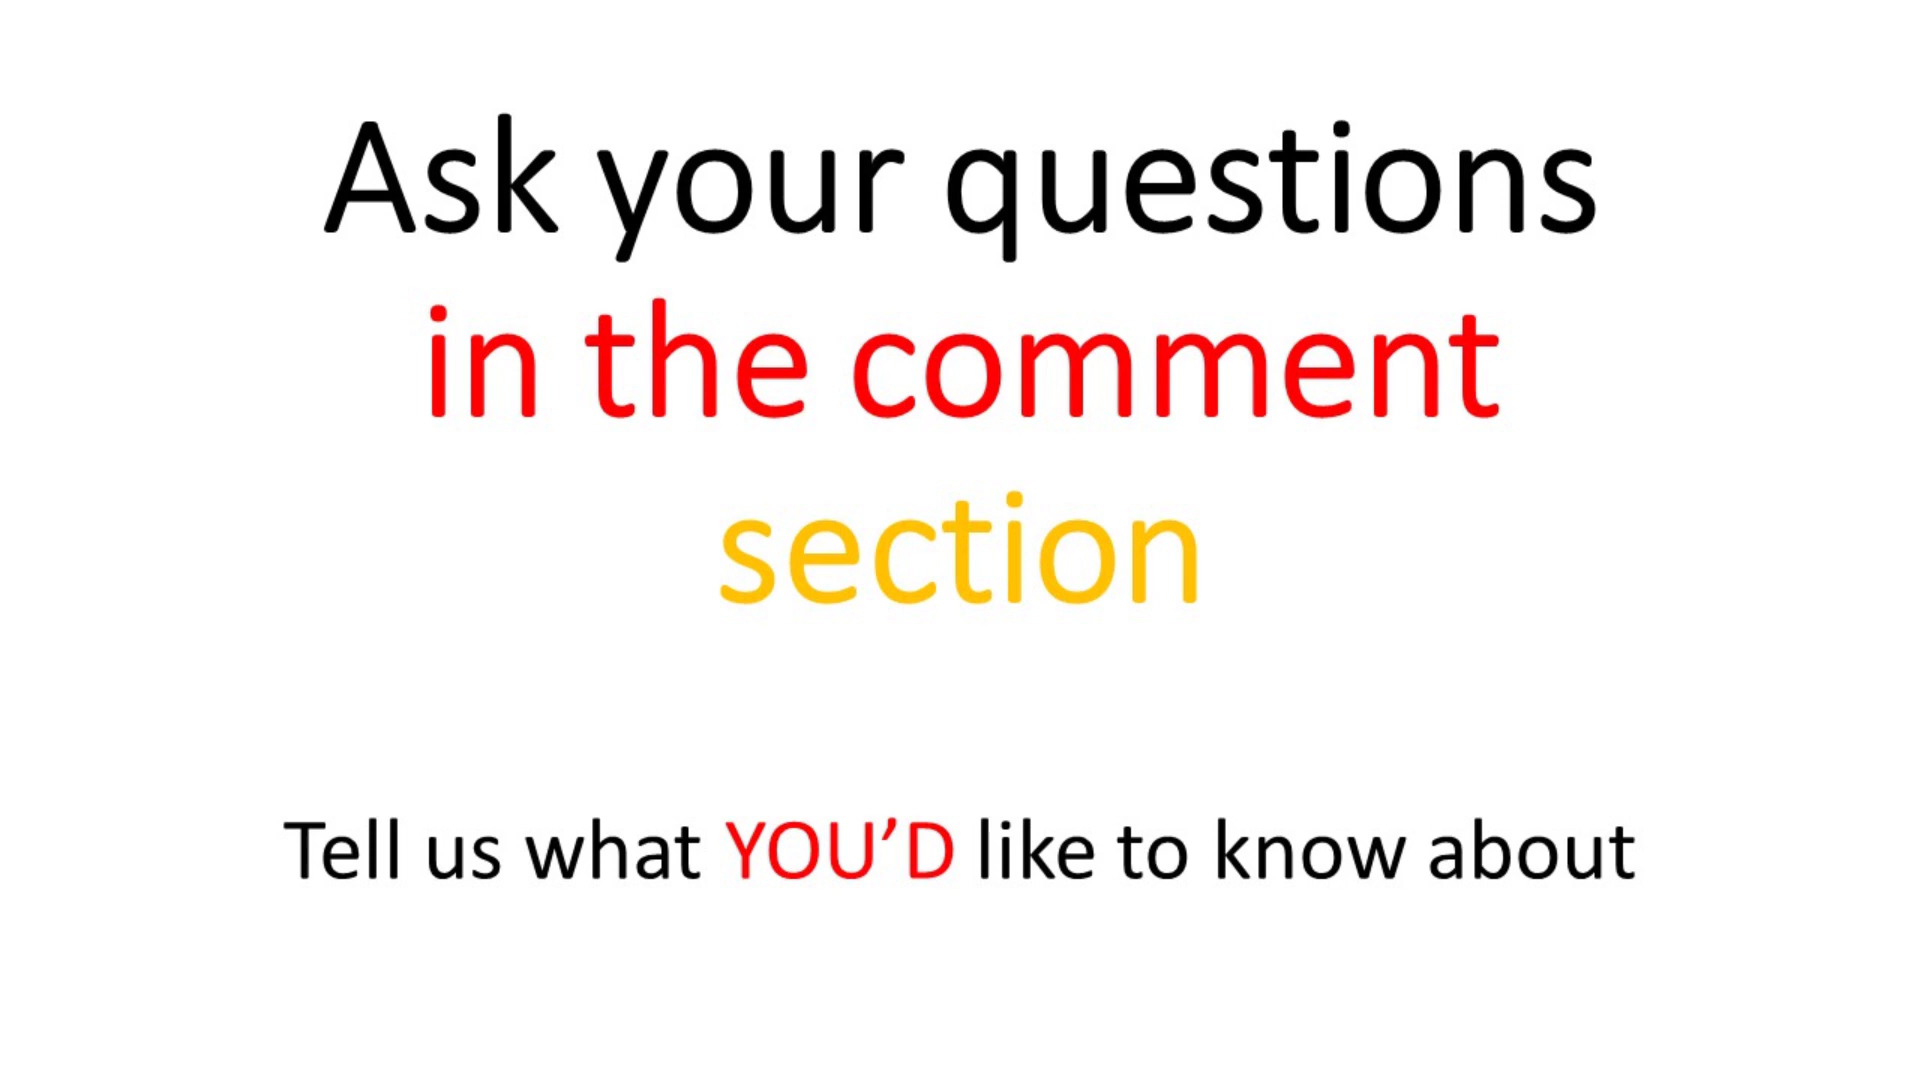 Ask your questions
in the comment
section
Tell us what YOU’D like to know about